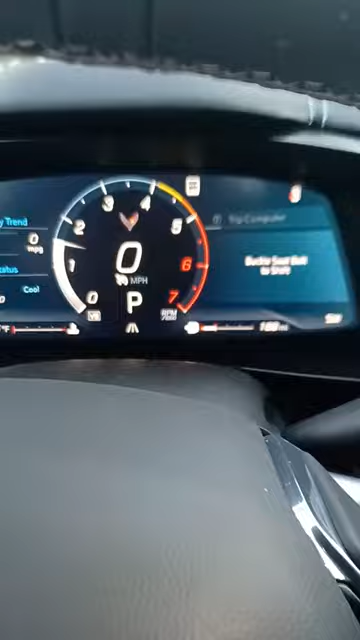 y Trend
0
mpg
tatus
Cool
0
°F
1
2
3
4
5
6
7
0
0
MPH
P
RPM
Trip Computer
Buckle Seat Belt
to Shift